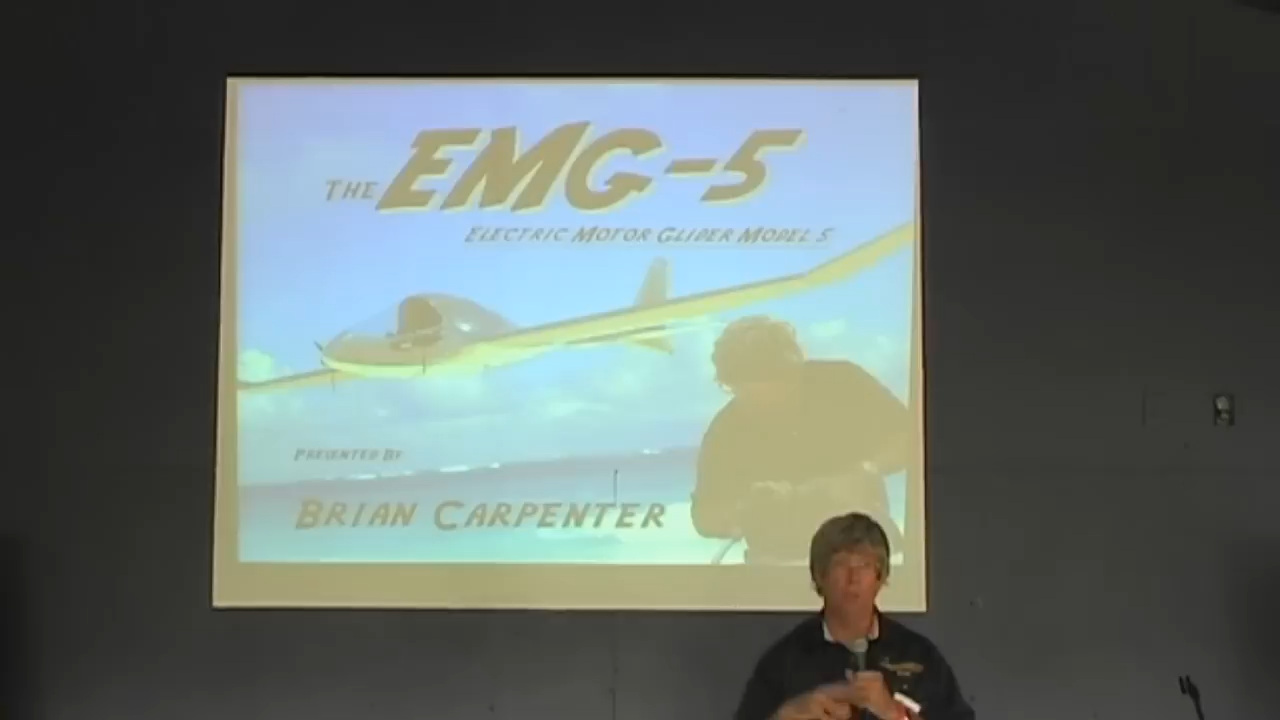 THE EMG-5
ELECTRIC MOTOR GLIDER MODEL 5
PRESENTED BY
BRIAN CARPENTER